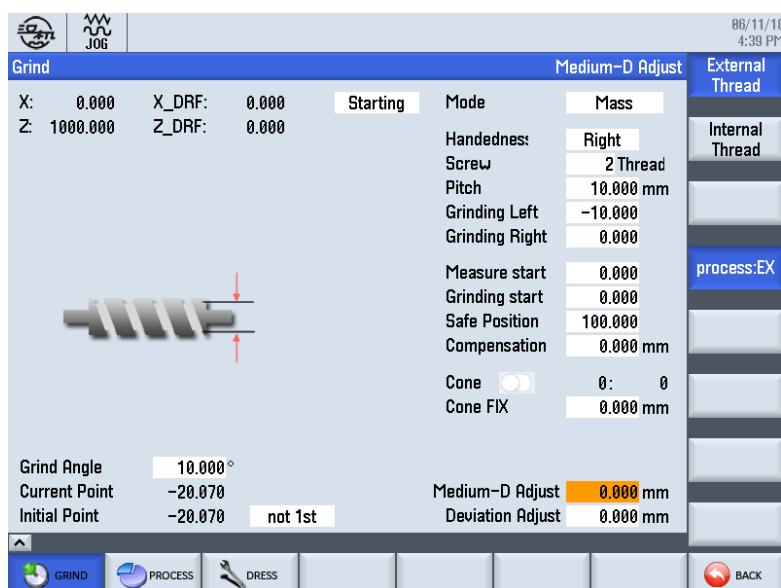 JOG
06/11/18
4:39 PM
Grind Medium-D Adjust
External Thread
X: 0.000 X_DRF: 0.000 Starting Mode Mass
Z: 1000.000 Z_DRF: 0.000
Internal Thread
Handedness Right
Screw 2 Thread
Pitch 10.000 mm
Grinding Left -10.000
Grinding Right 0.000
process:EX
Measure start 0.000
Grinding start 0.000
Safe Position 100.000
Compensation 0.000 mm
Cone 0: 0
Cone FIX 0.000 mm
Grind Angle 10.000°
Current Point -20.070 Medium-D Adjust 0.000 mm
Initial Point -20.070 not 1st Deviation Adjust 0.000 mm
GRIND PROCESS DRESS BACK